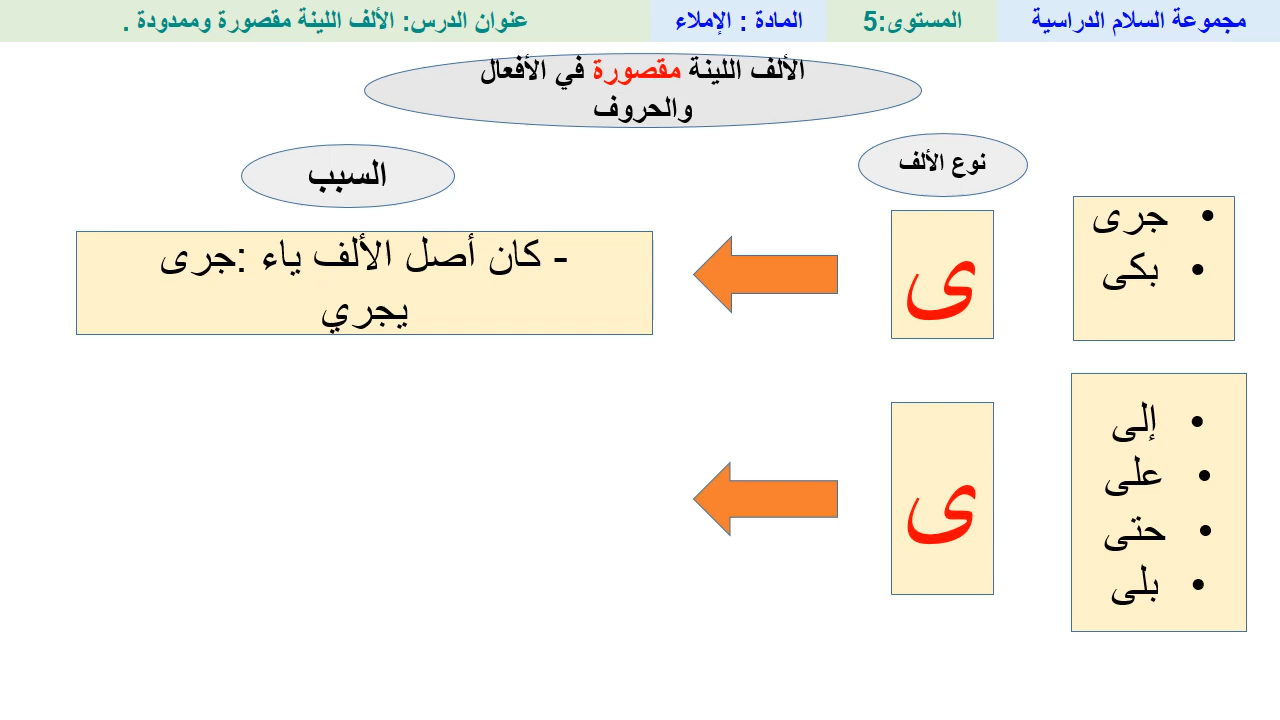 مجموعة السلام الدراسية
المستوى:5
المادة : الإملاء
عنوان الدرس: الألف اللينة مقصورة وممدودة .
الألف اللينة مقصورة في الأفعال
والحروف
نوع الألف
السبب
• جرى
• بكى
ى
- كان أصل الألف ياء :جرى
يجري
• إلى
• على
• حتى
• بلى
ى